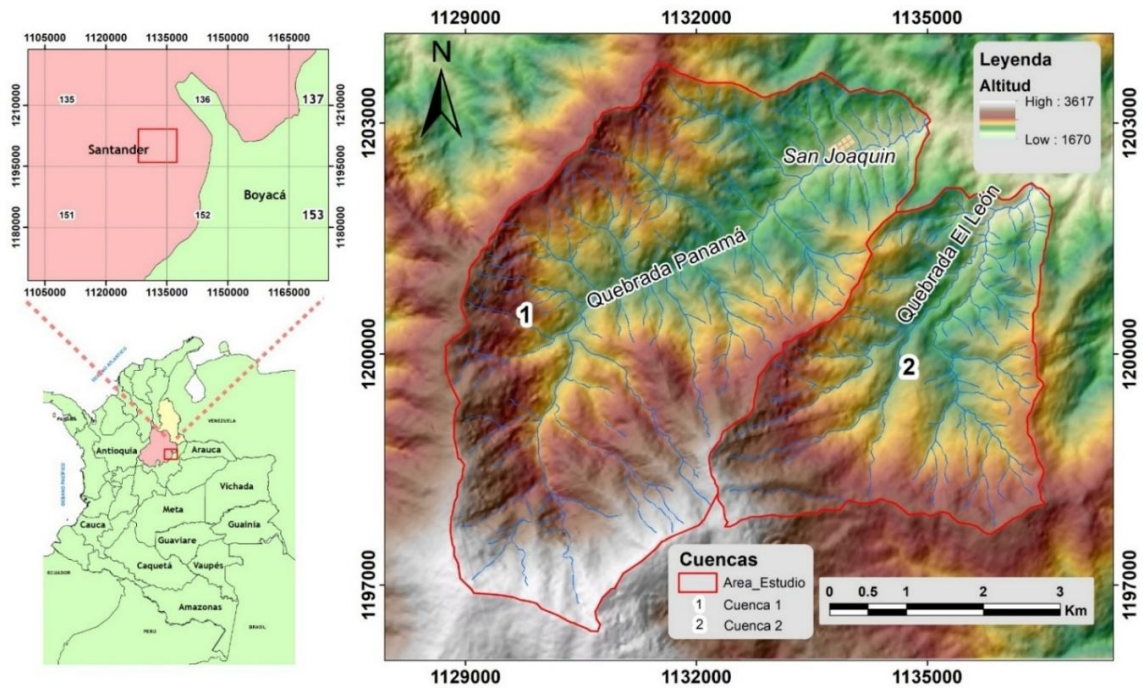 1105000 1120000 1135000 1150000 1165000
1210000
1195000
1180000
135
136
137
Santander
Boyacá
151
152
153
1210000
1195000
1180000
1105000 1120000 1135000 1150000 1165000
VENEZUELA
Antioquia
Arauca
Vichada
Meta
Cauca
Guainía
Guaviare
Caquetá
Vaupés
ECUADOR
Amazonas
PERÚ
BRASIL
1129000 1132000 1135000
N
1203000
1200000
1197000
Leyenda
Altitud
High : 3617
Low : 1670
San Joaquin
Quebrada Panamá
Quebrada El León
1
2
1203000
1200000
1197000
Cuencas
Area_Estudio
1 Cuenca 1
2 Cuenca 2
0 0.5 1 2 3
Km
1129000 1132000 1135000